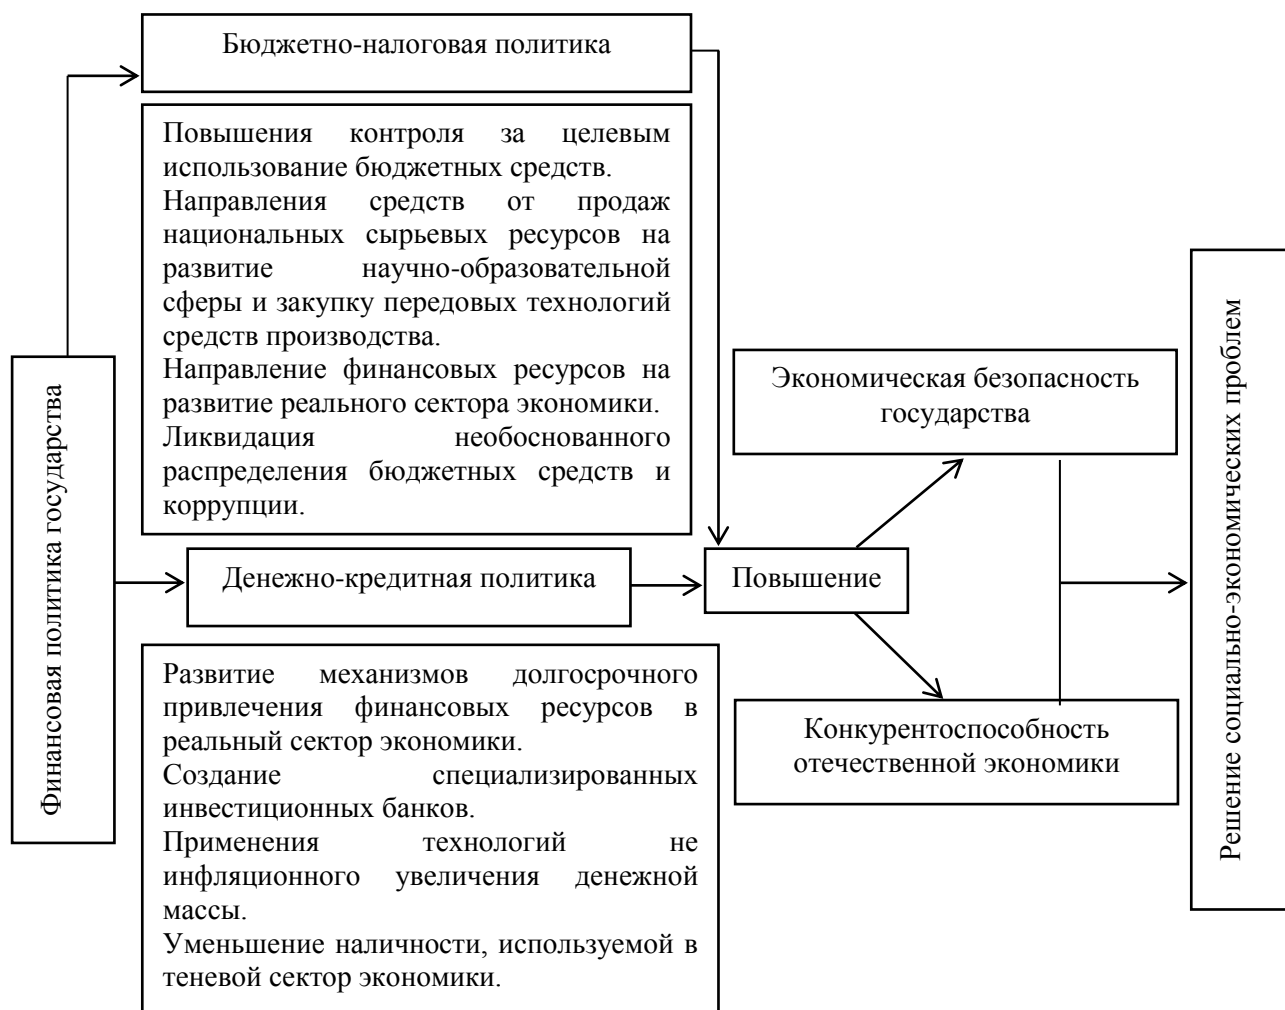 Бюджетно-налоговая политика
Повышения контроля за целевым
использование бюджетных средств.
Направления средств от продаж
национальных сырьевых ресурсов на
развитие научно-образовательной
сферы и закупку передовых технологий
средств производства.
Направление финансовых ресурсов на
развитие реального сектора экономики.
Ликвидация необоснованного
распределения бюджетных средств и
коррупции.
Финансовая политика государства
Денежно-кредитная политика
Повышение
Экономическая безопасность
государства
Конкурентоспособность
отечественной экономики
Решение социально-экономических проблем
Развитие механизмов долгосрочного
привлечения финансовых ресурсов в
реальный сектор экономики.
Создание специализированных
инвестиционных банков.
Применения технологий не
инфляционного увеличения денежной
массы.
Уменьшение наличности, используемой в
теневой сектор экономики.